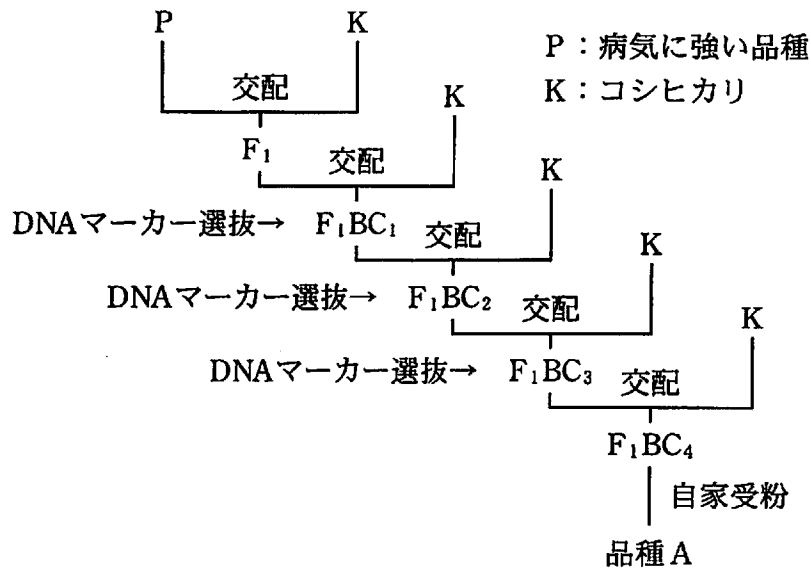 P K
P：病気に強い品種
交配 K
K：コシヒカリ
F₁ 交配 K
DNAマーカー選抜→ F₁BC₁ 交配 K
DNAマーカー選抜→ F₁BC₂ 交配 K
DNAマーカー選抜→ F₁BC₃ 交配
F₁BC₄
自家受粉
品種A